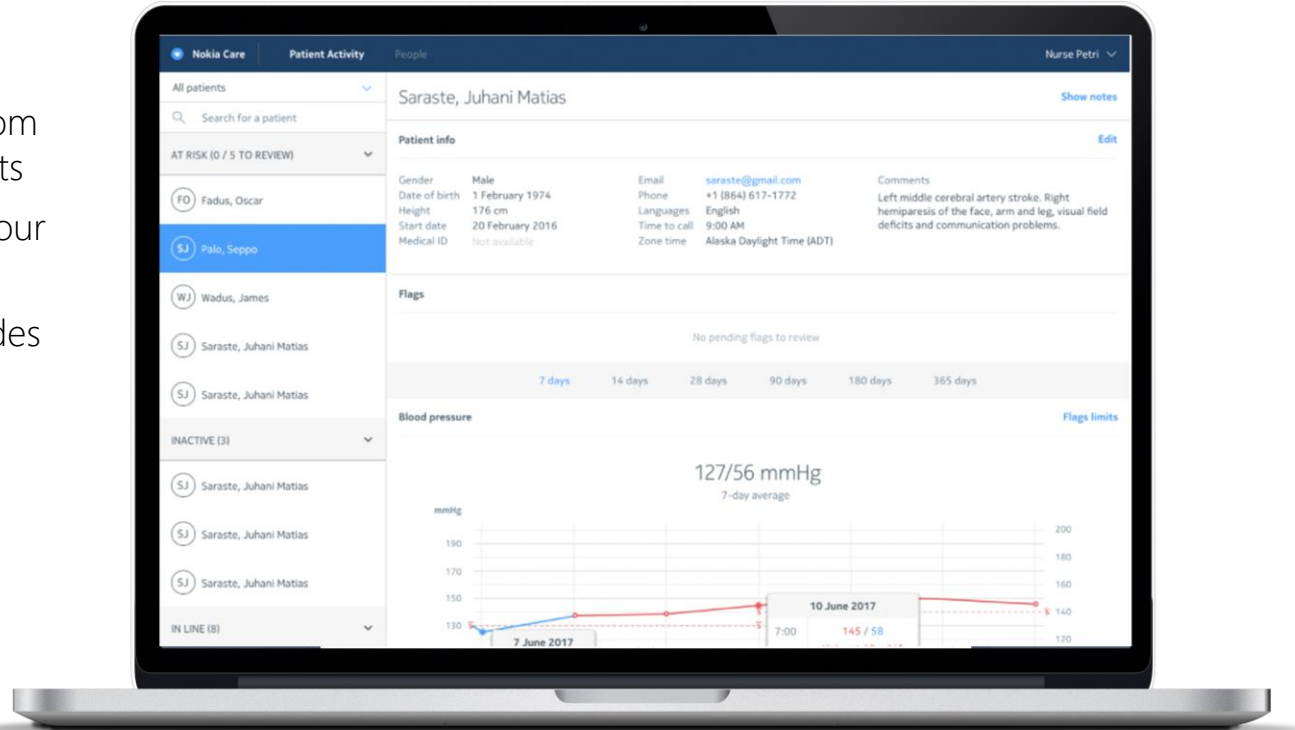 om
ts
our
des
Nokia Care Patient Activity People Nurse Petri
All patients
Search for a patient
AT RISK (0 / 5 TO REVIEW)
FO Fadus, Oscar
SJ Palo, Seppo
WJ Wadus, James
SJ Saraste, Juhani Matias
SJ Saraste, Juhani Matias
INACTIVE (3)
SJ Saraste, Juhani Matias
SJ Saraste, Juhani Matias
SJ Saraste, Juhani Matias
IN LINE (8)
Saraste, Juhani Matias Show notes
Patient info Edit
Gender Male
Date of birth 1 February 1974
Height 176 cm
Start date 20 February 2016
Medical ID Not available
Email saraste@gmail.com
Phone +1 (864) 617-1772
Languages English
Time to call 9:00 AM
Zone time Alaska Daylight Time (ADT)
Comments
Left middle cerebral artery stroke. Right
hemiparesis of the face, arm and leg, visual field
deficits and communication problems.
Flags
No pending flags to review
7 days 14 days 28 days 90 days 180 days 365 days
Blood pressure Flags limits
127/56 mmHg
7-day average
mmHg
200
190
180
170
160
150
140
130
120
7 June 2017
10 June 2017
7:00 145 / 58